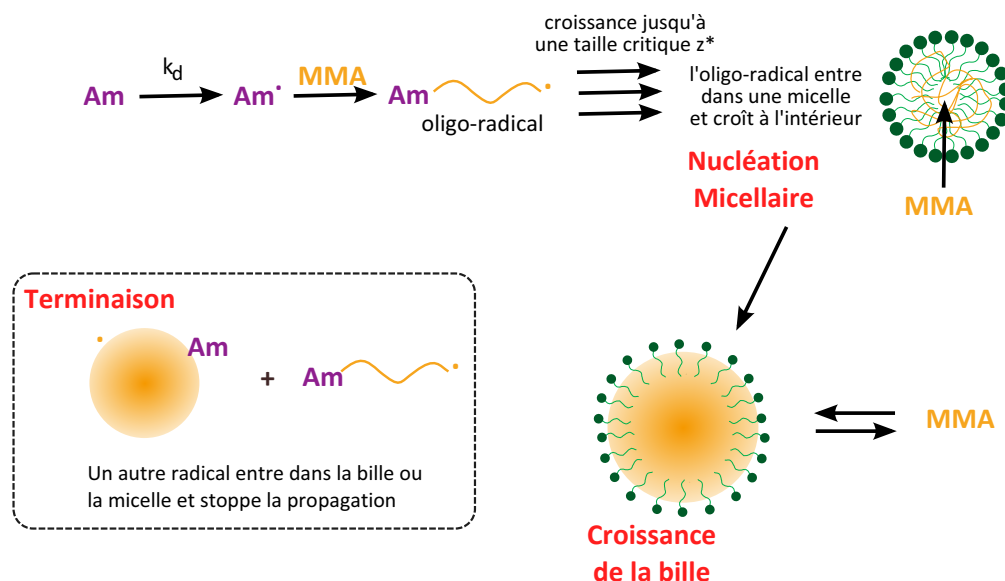 croissance jusqu'à
une taille critique z*
k_d
MMA
Am
Am˙
Am
oligo-radical
l'oligo-radical entre
dans une micelle
et croît à l'intérieur
Nucléation
Micellaire
MMA
Terminaison
Am
+
Am
Un autre radical entre dans la bille ou
la micelle et stoppe la propagation
MMA
Croissance
de la bille